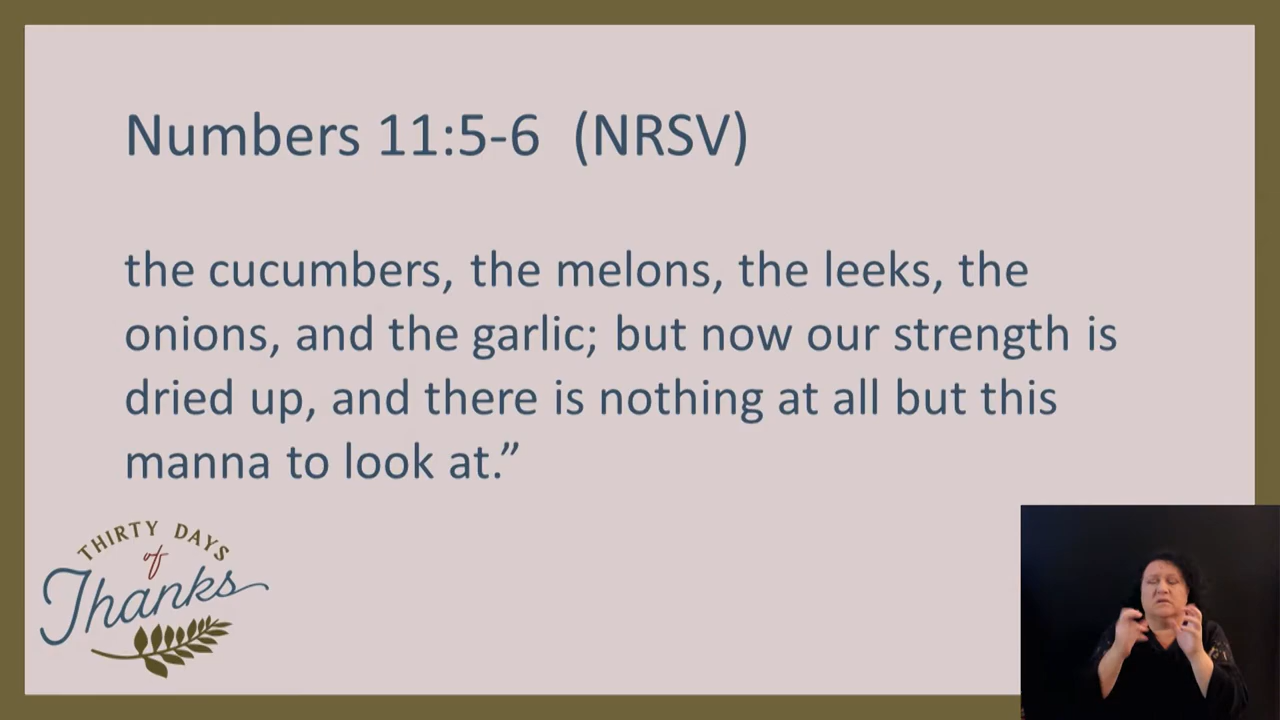 Numbers 11:5-6 (NRSV)
the cucumbers, the melons, the leeks, the
onions, and the garlic; but now our strength is
dried up, and there is nothing at all but this
manna to look at.”
THIRTY DAYS
of
Thanks